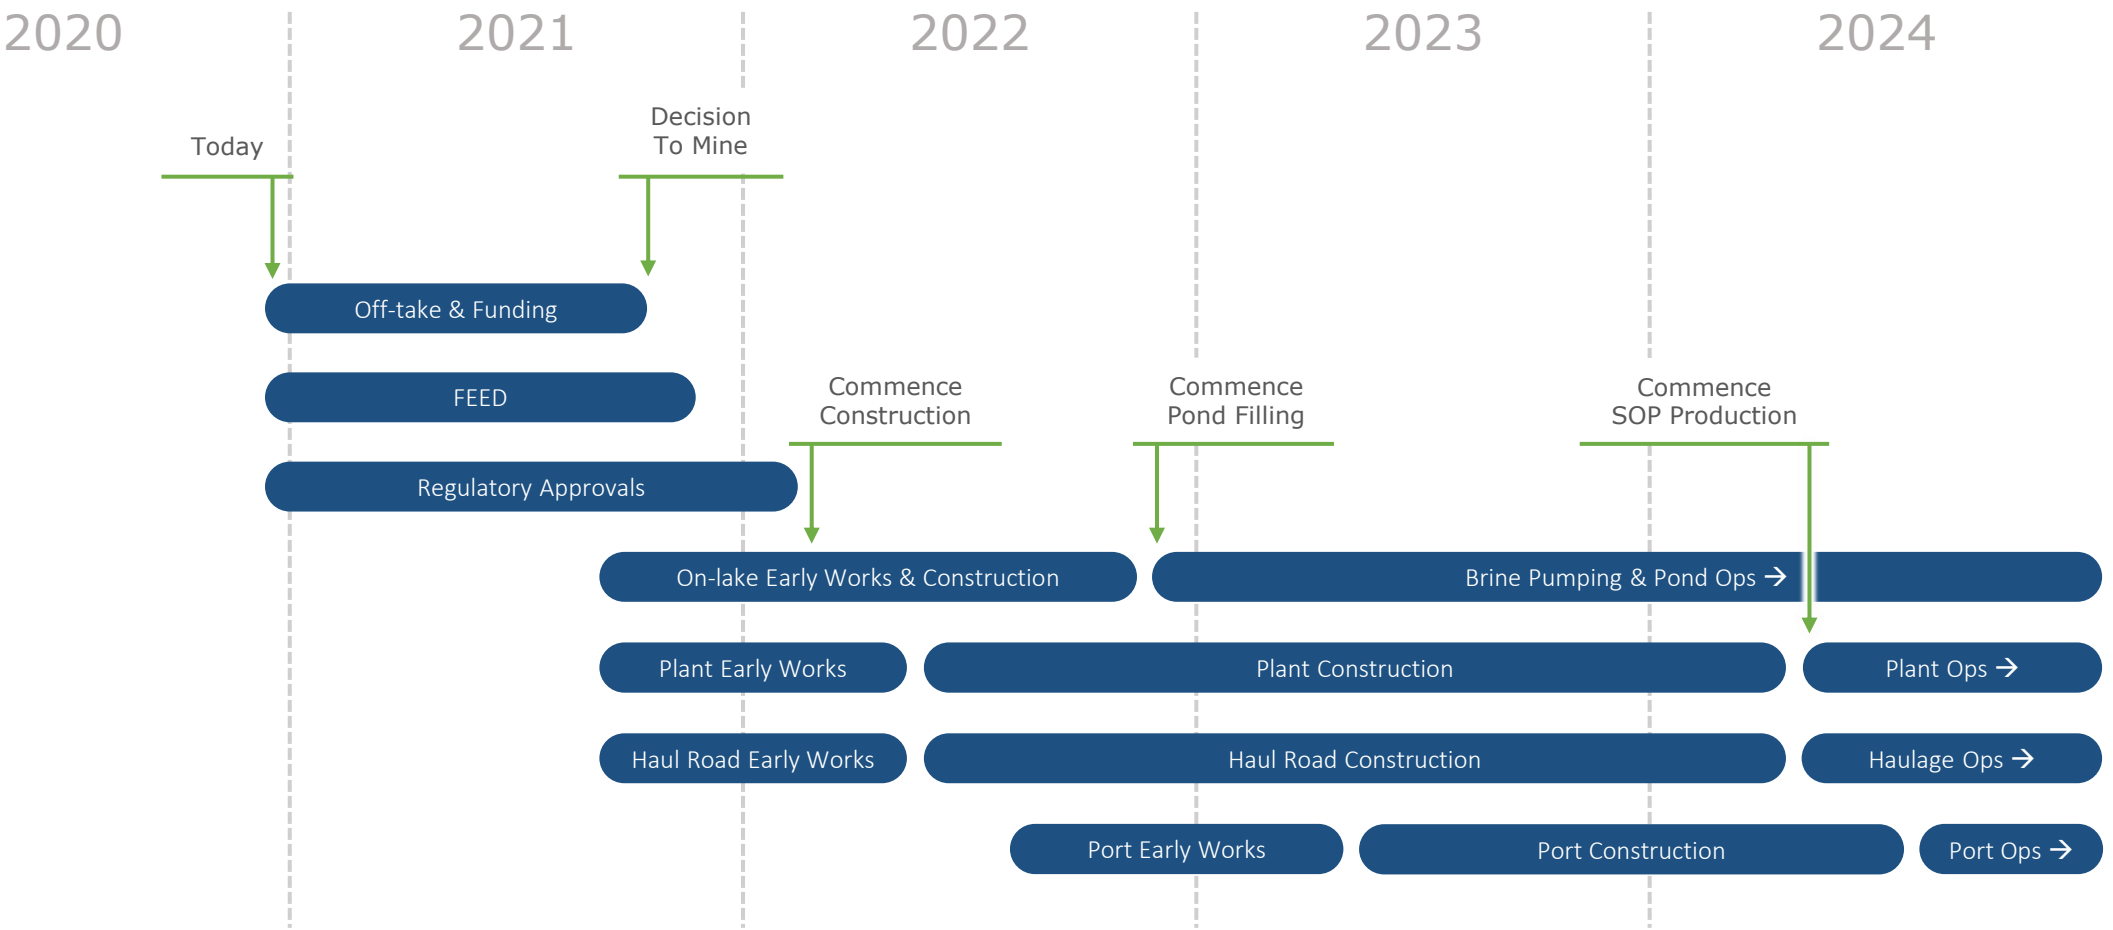 2020
2021
2022
2023
2024
Today
Decision
To Mine
Off-take & Funding
FEED
Commence
Construction
Commence
Pond Filling
Commence
SOP Production
Regulatory Approvals
On-lake Early Works & Construction
Brine Pumping & Pond Ops →
Plant Early Works
Plant Construction
Plant Ops →
Haul Road Early Works
Haul Road Construction
Haulage Ops →
Port Early Works
Port Construction
Port Ops →